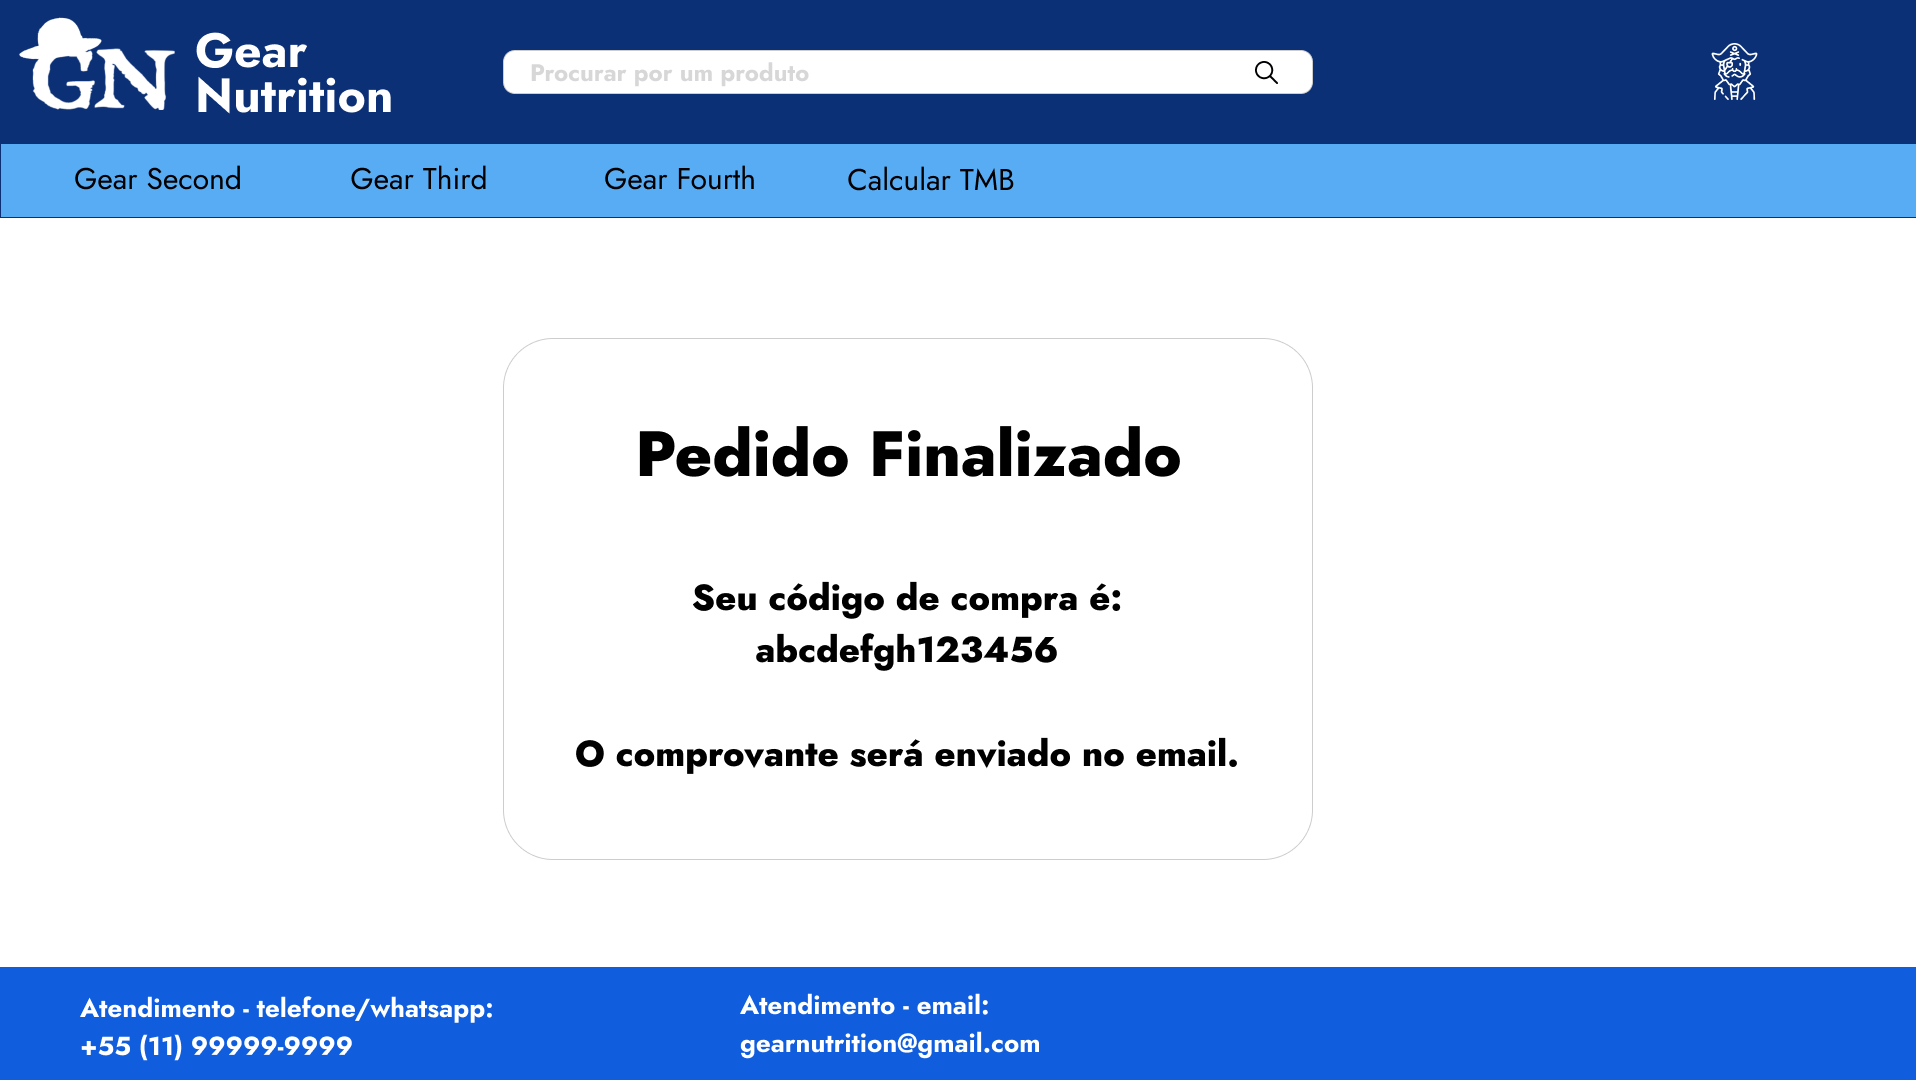 GN
Gear
Nutrition
Procurar por um produto
Gear Second
Gear Third
Gear Fourth
Calcular TMB
Pedido Finalizado
Seu código de compra é:
abcdefgh123456
O comprovante será enviado no email.
Atendimento - telefone/whatsapp:
+55 (11) 99999-9999
Atendimento - email:
gearnutrition@gmail.com